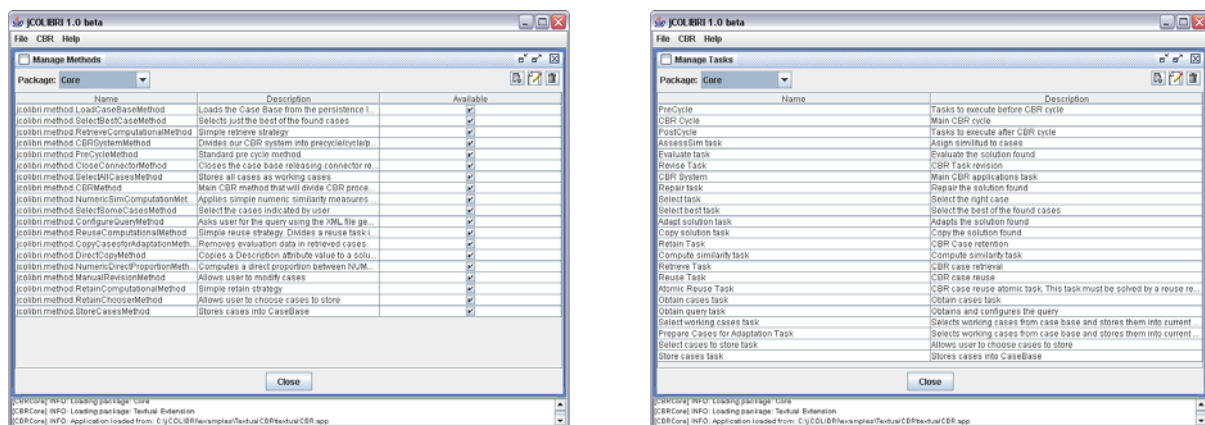 jCOLIBRI 1.0 beta
File CBR Help
Manage Methods
Package: Core
Name Description Available
jcolibri.method.LoadCaseBaseMethod Loads the Case Base from the persistence l...
jcolibri.method.SelectBestCaseMethod Selects just the best of the found cases
jcolibri.method.RetrieveComputationalMethod Simple retrieve strategy
jcolibri.method.CBRSystemMethod Divides our CBR system into precycle/cycle/p...
jcolibri.method.PreCycleMethod Standard pre cycle method
jcolibri.method.CloseConnectorMethod Closes the case base releasing connector re...
jcolibri.method.SelectAllCasesMethod Stores all cases as working cases
jcolibri.method.CBRMethod Main CBR method that will divide CBR proce...
jcolibri.method.NumericSimComputationMet... Applies simple numeric similarity measures ...
jcolibri.method.SelectSomeCasesMethod Select the cases indicated by user
jcolibri.method.ConfigureQueryMethod Asks user for the query using the XML file ge...
jcolibri.method.ReuseComputationalMethod Simple reuse strategy. Divides a reuse task i...
jcolibri.method.CopyCasesforAdaptationMeth... Removes evaluation data in retrieved cases.
jcolibri.method.DirectCopyMethod Copies a Description attribute value to a solu...
jcolibri.method.NumericDirectProportionMeth... Computes a direct proportion between NUM...
jcolibri.method.ManualRevisionMethod Allows user to modify cases
jcolibri.method.RetainComputationalMethod Simple retain strategy
jcolibri.method.RetainChooserMethod Allows user to choose cases to store
jcolibri.method.StoreCasesMethod Stores cases into CaseBase
Close
[CBRCore] INFO: Loading package: Core
[CBRCore] INFO: Loading package: Textual Extension
[CBRCore] INFO: Application loaded from: C:\jCOLIBRI\examples\TextualCBR\textualCBR.app
jCOLIBRI 1.0 beta
File CBR Help
Manage Tasks
Package: Core
Name Description
PreCycle Tasks to execute before CBR cycle
CBR Cycle Main CBR cycle
PostCycle Tasks to execute after CBR cycle
AssessSim task Asign similitud to cases
Evaluate task Evaluate the solution found
Revise Task CBR Task revision
CBR System Main CBR applications task
Repair task Repair the solution found
Select task Select the right case
Select best task Select the best of the found cases
Adapt solution task Adapts the solution found
Copy solution task Copy the solution found
Retain Task CBR Case retention
Compute similarity task Compute similarity task
Retrieve Task CBR case retrieval
Reuse Task CBR case reuse
Atomic Reuse Task CBR case reuse atomic task. This task must be solved by a reuse re...
Obtain cases task Obtain cases task
Obtain query task Obtains and configures the query
Select working cases task Selects working cases from case base and stores them into current ...
Prepare Cases for Adaptation Task Selects working cases from case base and stores them into current ...
Select cases to store task Allows user to choose cases to store
Store cases task Stores cases into CaseBase
Close
[CBRCore] INFO: Loading package: Core
[CBRCore] INFO: Loading package: Textual Extension
[CBRCore] INFO: Application loaded from: C:\jCOLIBRI\examples\TextualCBR\textualCBR.app